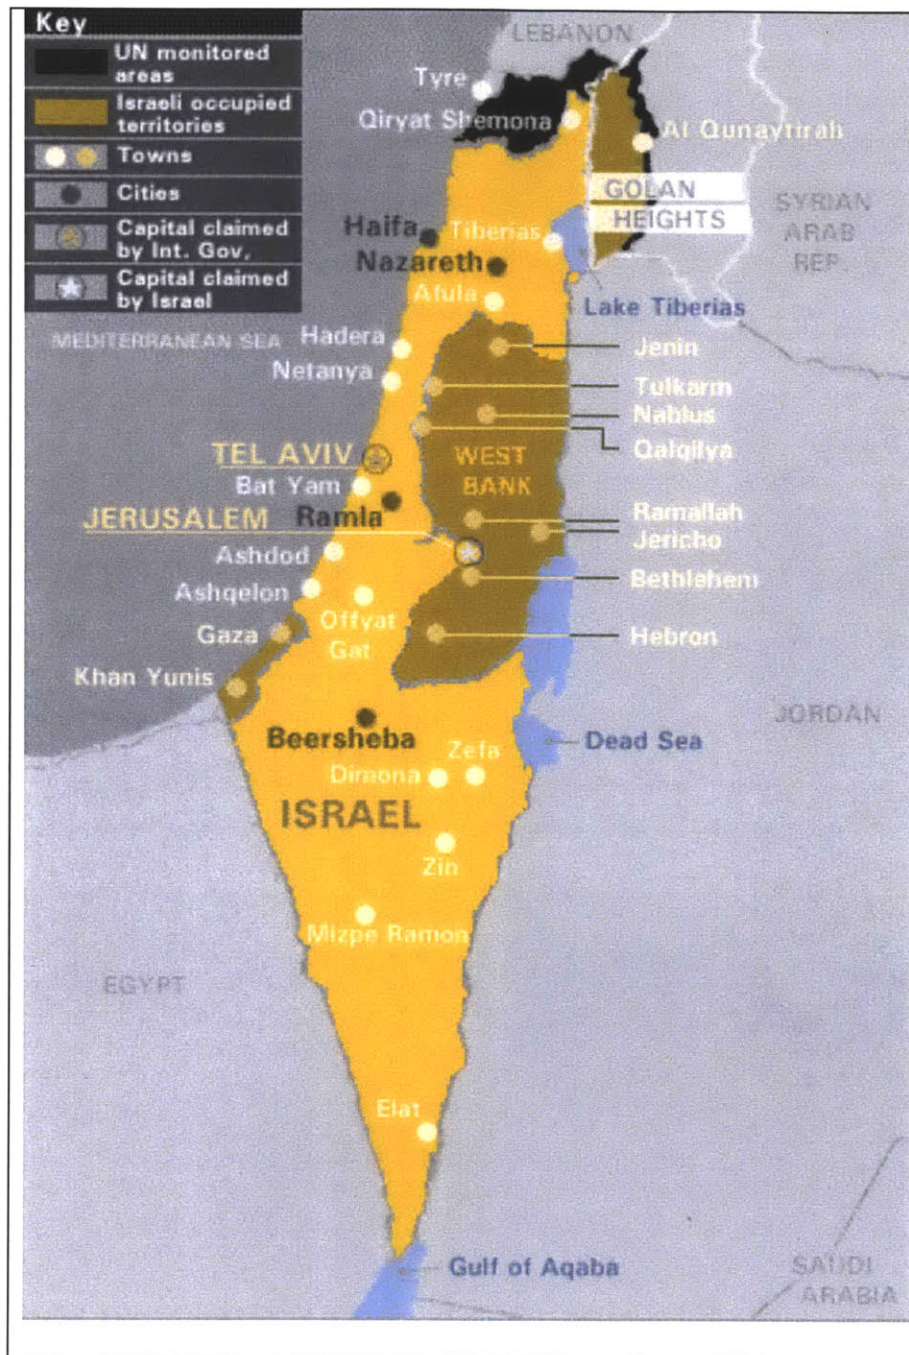 Key
UN monitored
areas
Israeli occupied
territories
Towns
Cities
Capital claimed
by Int. Gov,
Capital claimed
by Israel
LEBANON
Tyre
Qiryat Shemona
Al Qunaytirah
GOLAN
HEIGHTS
SYRIAN
ARAB
REP.
Haifa
Tiberias
Nazareth
Afula
Lake Tiberias
MEDITERRANEAN SEA
Hadera
Jenin
Netanya
Tulkarm
Nablus
Qalqilya
TEL AVIV
WEST
BANK
Bat Yam
JERUSALEM
Ramla
Ramallah
Jericho
Ashdod
Bethlehem
Ashqelon
Offyat
Gat
Gaza
Hebron
Khan Yunis
JORDAN
Beersheba
Dead Sea
Zefa
Dimona
ISRAEL
Zin
Mizpe Ramon
EGYPT
Elat
Gulf of Aqaba
SAUDI
ARABIA